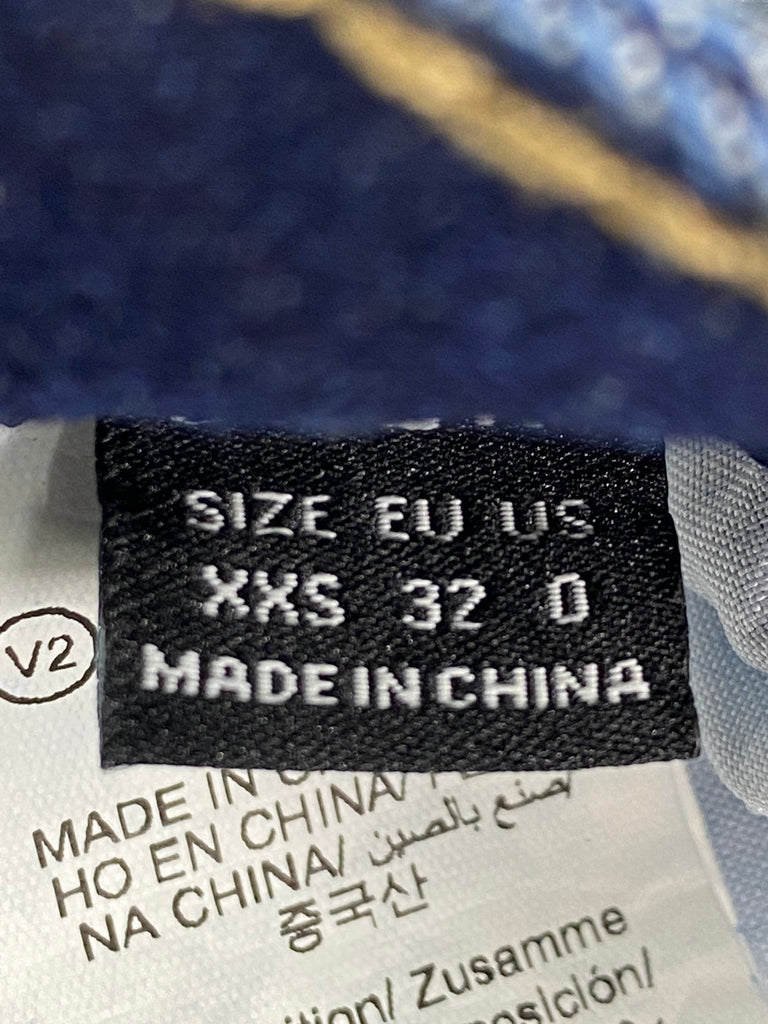 SIZE EU US
XXS 32 0
MADE IN CHINA
V2
MADE IN
HO EN CHINA/
NA CHINA/ صنع بالصين
중국산
Zusamme